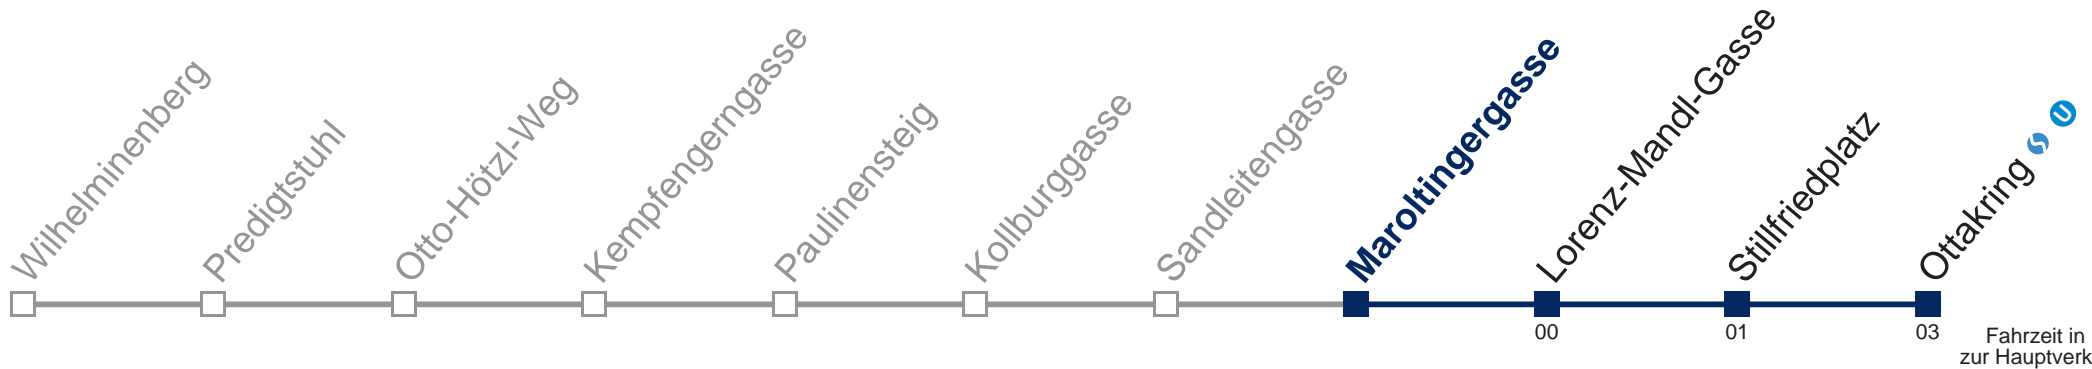 Wilhelminenberg
Predigtstuhl
Otto-Hötzl-Weg
Kempfengerngasse
Paulinensteig
Kollburggasse
Sandleitengasse
Maroltingergasse
Lorenz-Mandl-Gasse
Stillfriedplatz
Ottakring S U
00
01
03
Fahrzeit in
zur Hauptverk